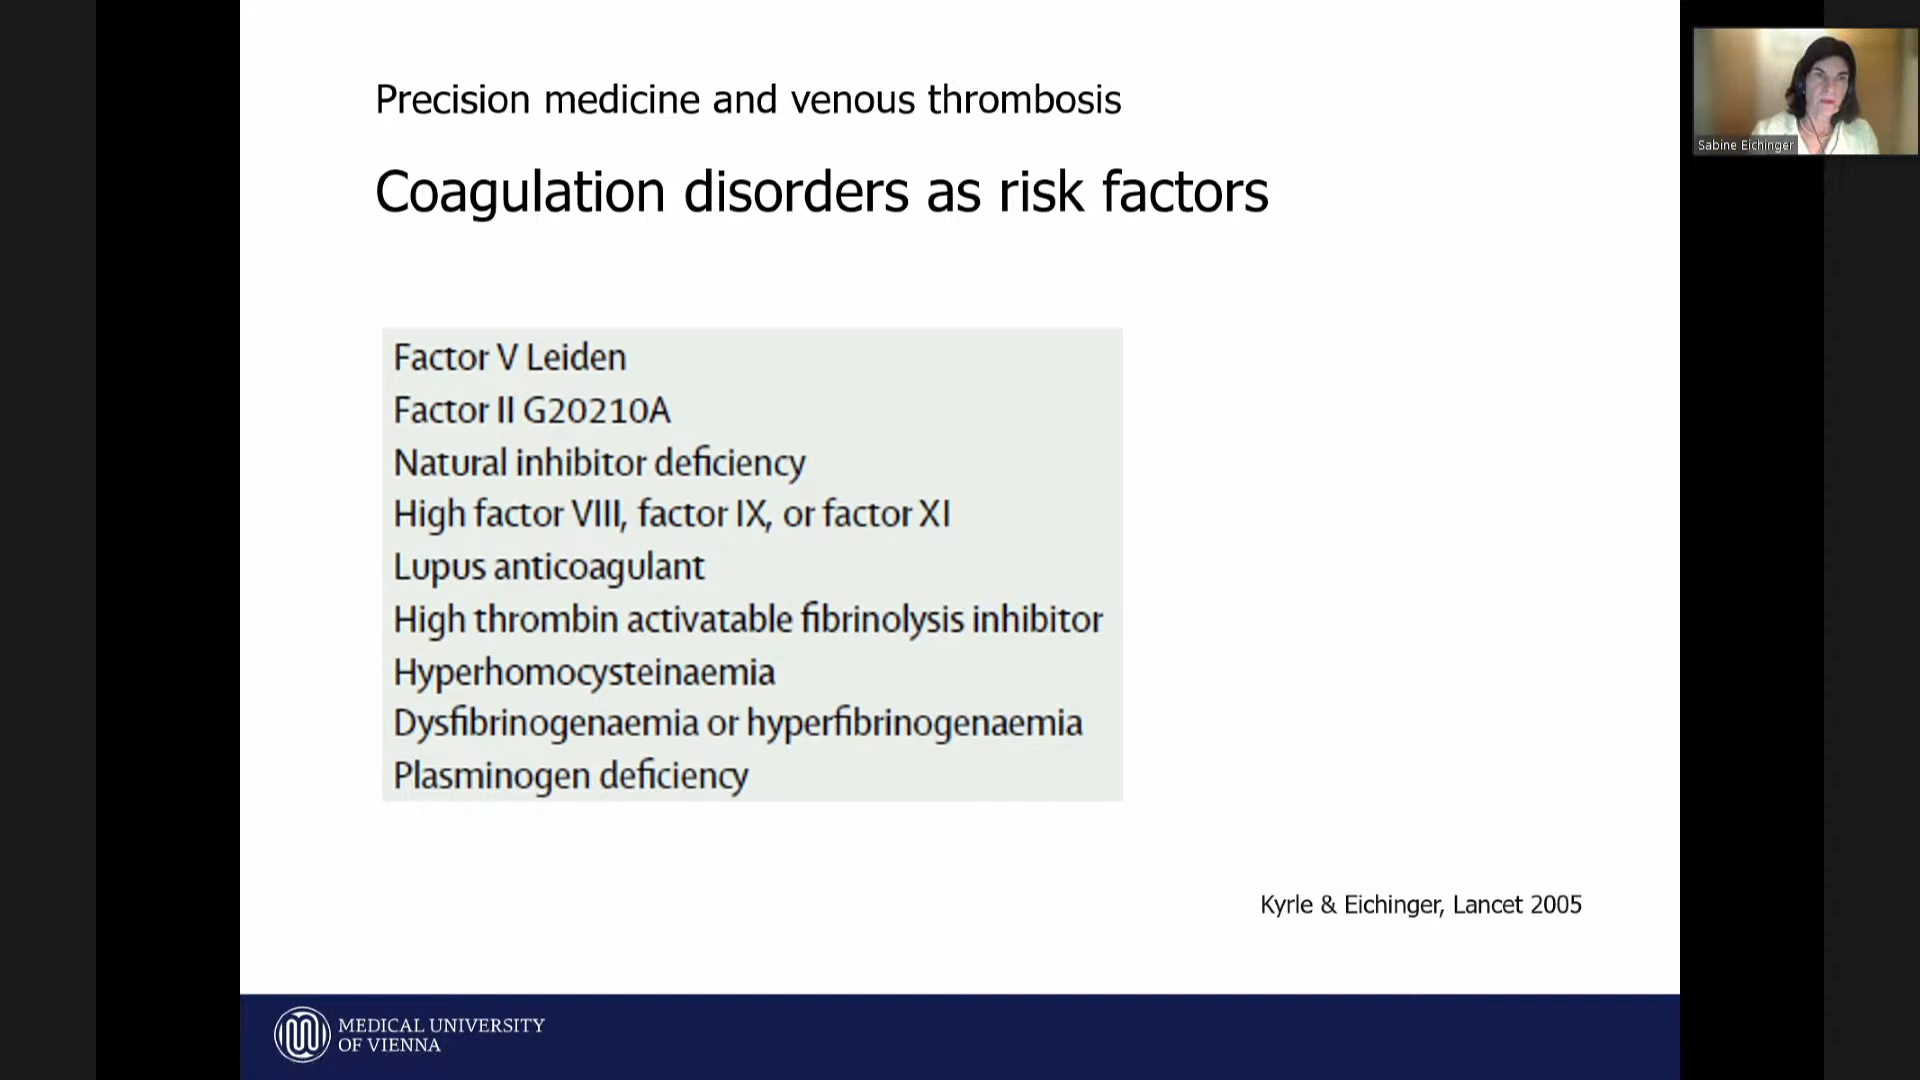 Precision medicine and venous thrombosis
Coagulation disorders as risk factors
Sabine Eichinger
Factor V Leiden
Factor II G20210A
Natural inhibitor deficiency
High factor VIII, factor IX, or factor XI
Lupus anticoagulant
High thrombin activatable fibrinolysis inhibitor
Hyperhomocysteinaemia
Dysfibrinogenaemia or hyperfibrinogenaemia
Plasminogen deficiency
Kyrle & Eichinger, Lancet 2005
MEDICAL UNIVERSITY
OF VIENNA